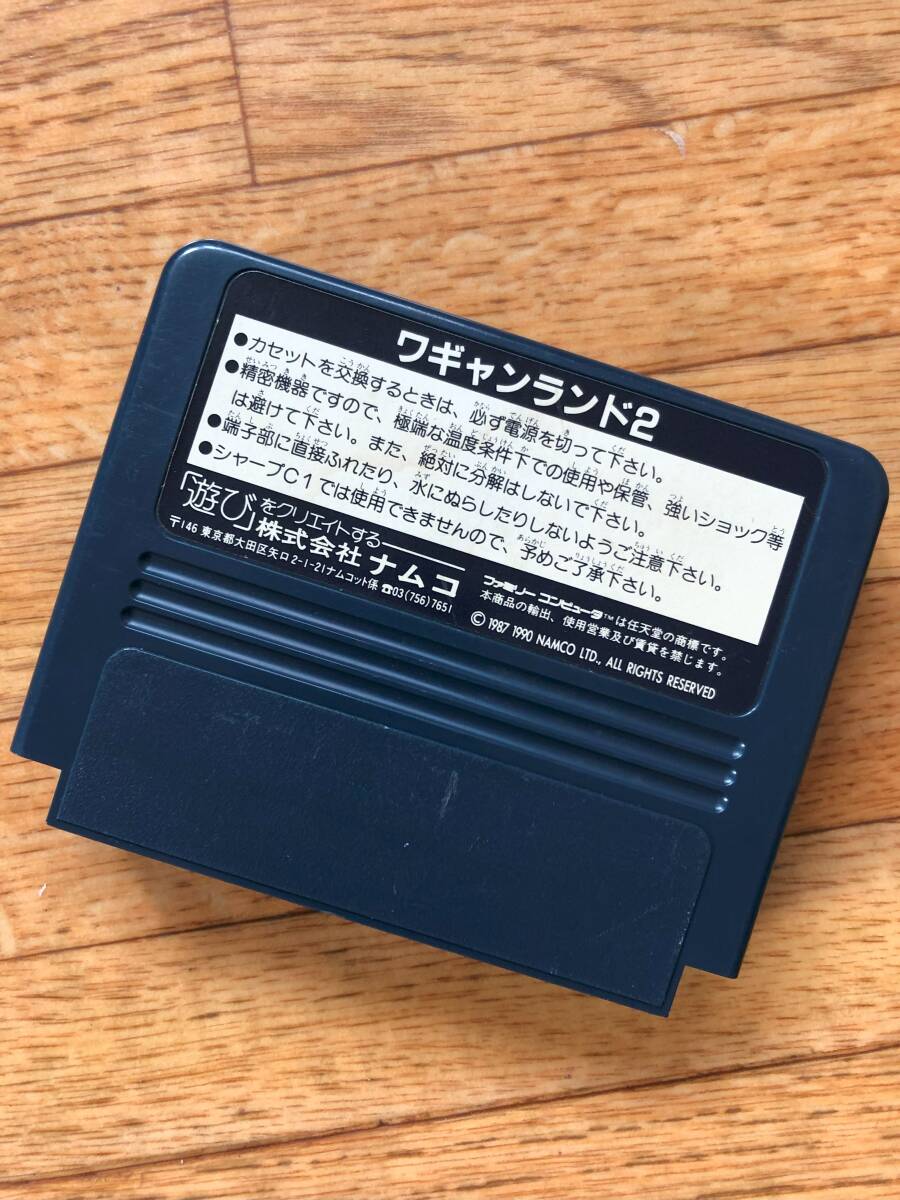 ワギャンランド2
●カセットを交換するときは、必ず電源を切って下さい。
●精密機器ですので、極端な温度条件下での使用や保管、強いショック等
は避けて下さい。また、絶対に分解はしないで下さい。
●端子部に直接ふれたり、水にぬらしたりしないようご注意下さい。
●シャープC1では使用できませんので、予めご了承下さい。
「遊び」をクリエイトする
株式会社 ナムコ
〒146 東京都大田区矢口2-1-21ナムコット係 ☎03(756)7651
ファミリーコンピュータ™は任天堂の商標です。
本商品の輸出、使用営業及び賃貸を禁じます。
© 1987 1990 NAMCO LTD., ALL RIGHTS RESERVED